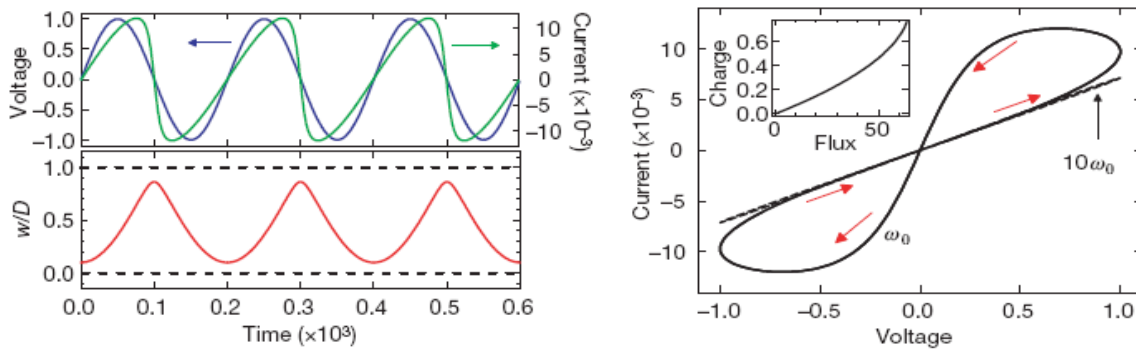 Voltage
1.0
0.5
0.0
−0.5
−1.0
10
5
0
−5
−10
Current (×10⁻³)
w/D
1.0
0.5
0.0
0.0 0.1 0.2 0.3 0.4 0.5 0.6
Time (×10³)
Current (×10⁻³)
10
5
0
−5
−10
Charge
0.6
0.4
0.2
0.0
0 50
Flux
10ω₀
ω₀
−1.0 −0.5 0.0 0.5 1.0
Voltage